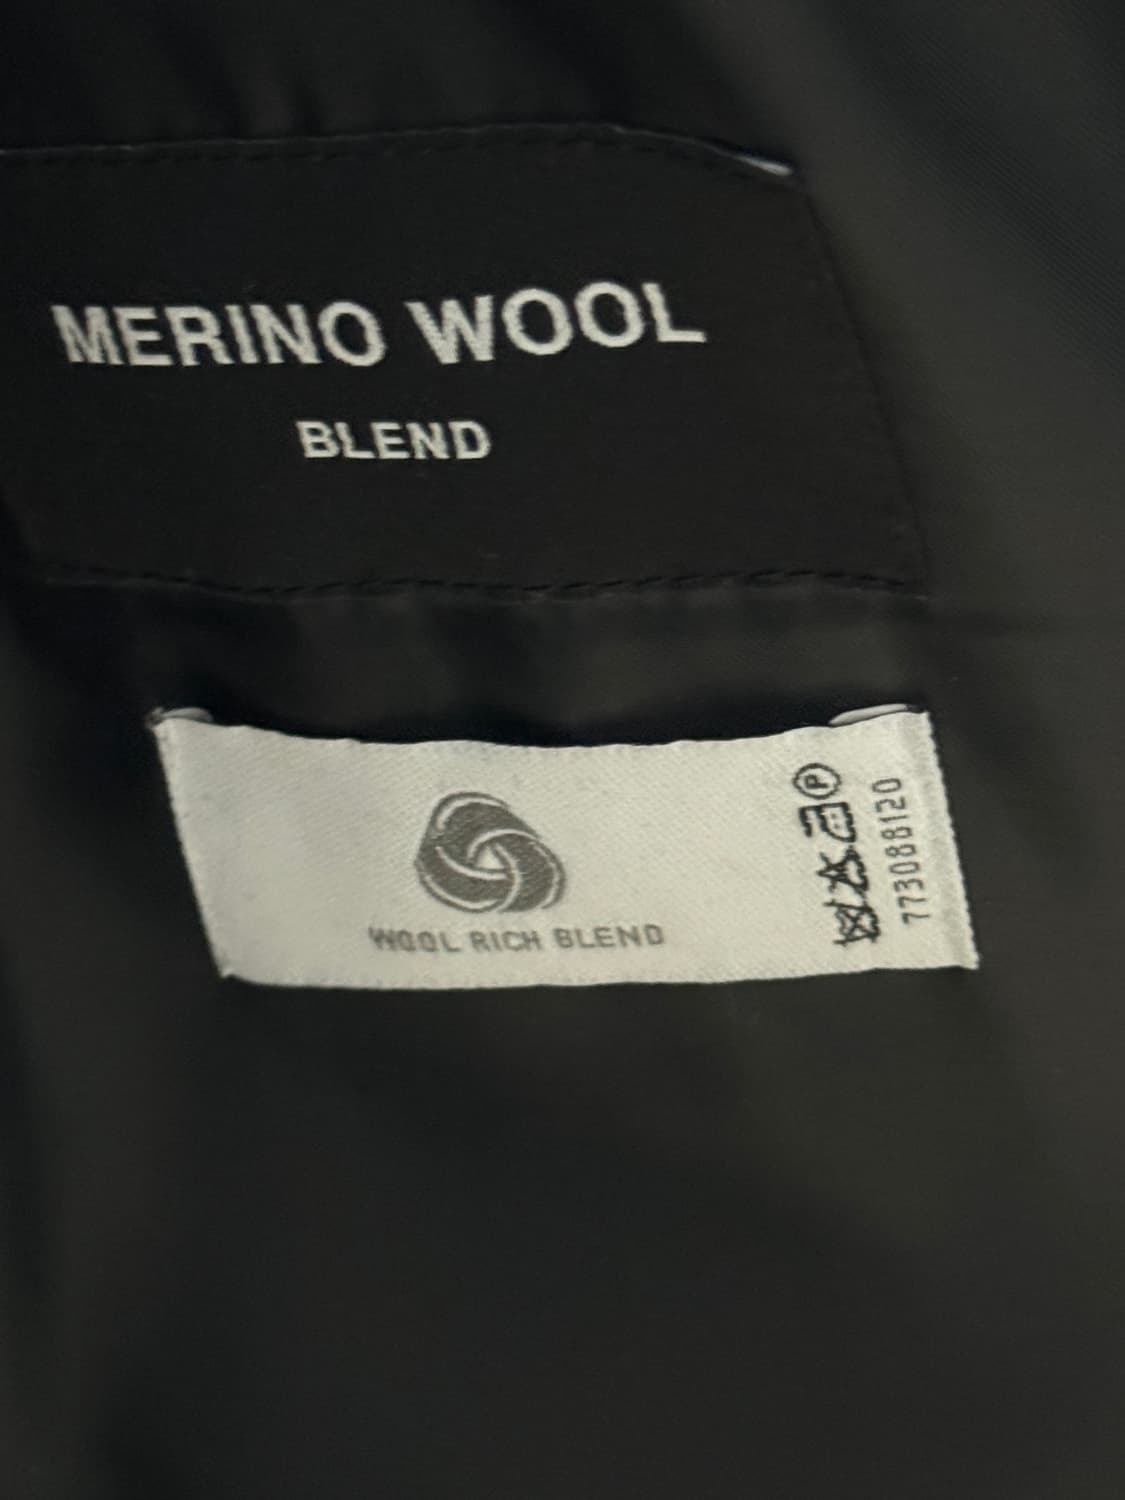 MERINO WOOL
BLEND
WOOL RICH BLEND
P
773088120